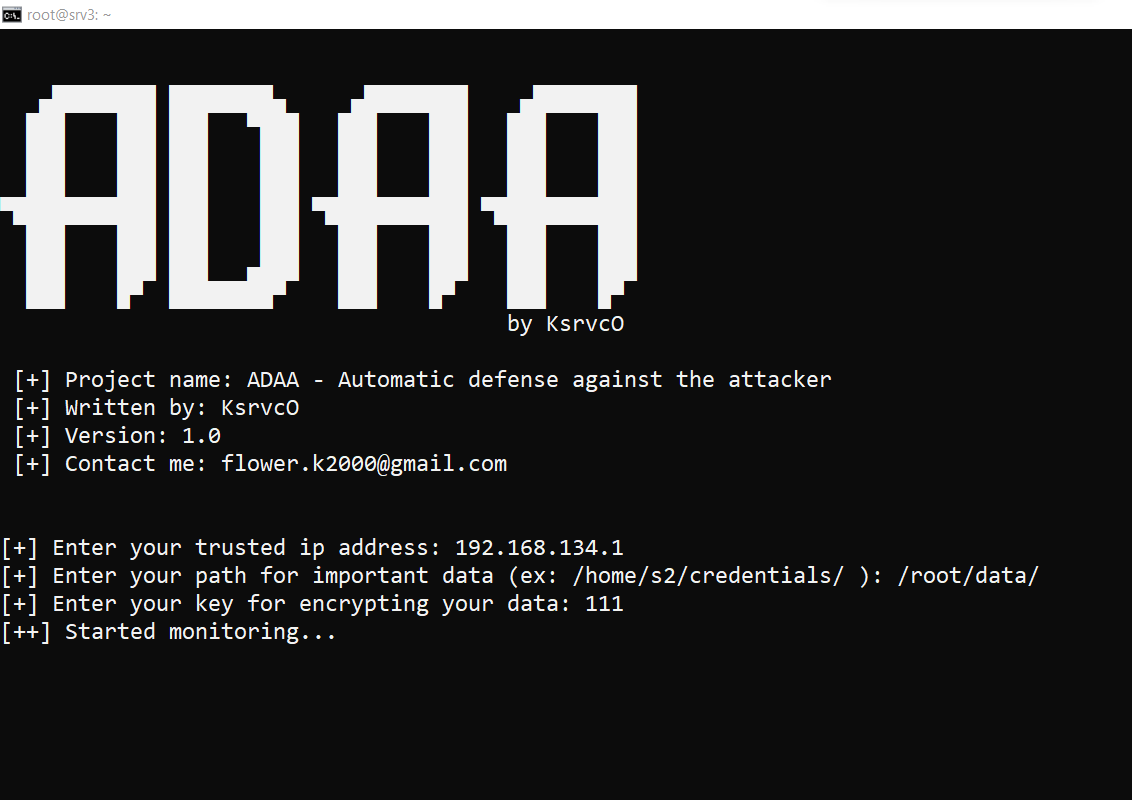 root@srv3: ~
ADAA
by KsrvcO
[+] Project name: ADAA - Automatic defense against the attacker
[+] Written by: KsrvcO
[+] Version: 1.0
[+] Contact me: flower.k2000@gmail.com
[+] Enter your trusted ip address: 192.168.134.1
[+] Enter your path for important data (ex: /home/s2/credentials/ ): /root/data/
[+] Enter your key for encrypting your data: 111
[++] Started monitoring...